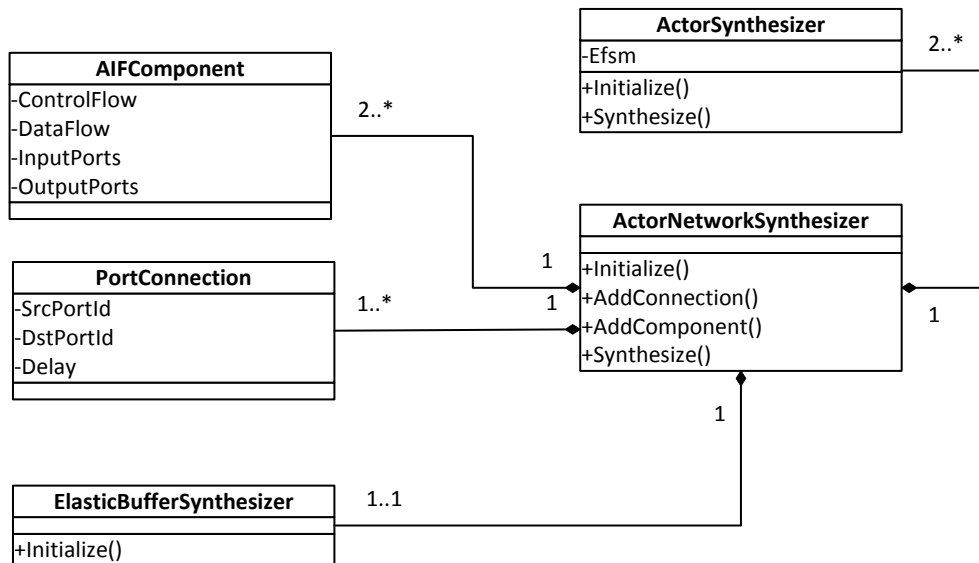 ActorSynthesizer
-Efsm
+Initialize()
+Synthesize()
2..*
AIFComponent
-ControlFlow
-DataFlow
-InputPorts
-OutputPorts
2..*
ActorNetworkSynthesizer
+Initialize()
+AddConnection()
+AddComponent()
+Synthesize()
1
1
1
1
PortConnection
-SrcPortId
-DstPortId
-Delay
1..*
ElasticBufferSynthesizer
+Initialize()
1..1